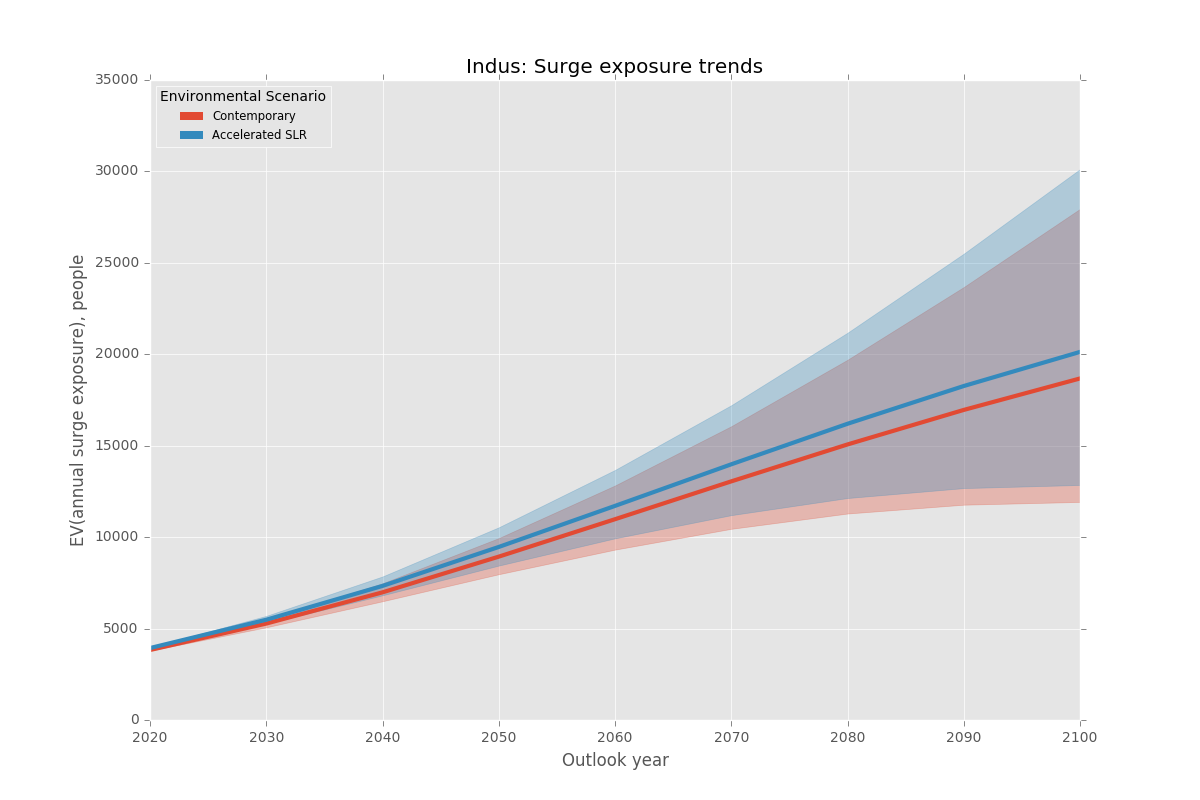 Indus: Surge exposure trends
Environmental Scenario
Contemporary
Accelerated SLR
EV(annual surge exposure), people
35000
30000
25000
20000
15000
10000
5000
0
2020 2030 2040 2050 2060 2070 2080 2090 2100
Outlook year